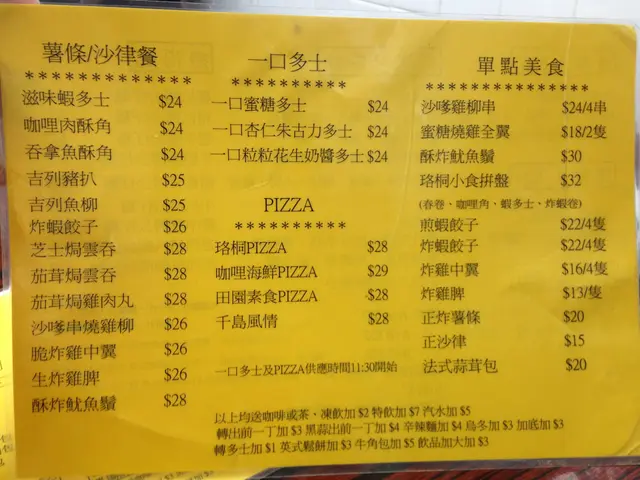 薯條/沙律餐
*************
滋味蝦多士 $24
咖哩肉酥角 $24
吞拿魚酥角 $24
吉列豬扒 $25
吉列魚柳 $25
炸蝦餃子 $26
芝士焗雲吞 $28
茄茸焗雲吞 $28
茄茸焗雞肉丸 $28
沙嗲串燒雞柳 $26
脆炸雞中翼 $26
生炸雞脾 $26
酥炸魷魚鬚 $28
一口多士
**********
一口蜜糖多士 $24
一口杏仁朱古力多士 $24
一口粒粒花生奶醬多士 $24
PIZZA
**********
珞桐PIZZA $28
咖哩海鮮PIZZA $29
田園素食PIZZA $28
千島風情 $28
一口多士及PIZZA供應時間11:30開始
單點美食
*************
沙嗲雞柳串 $24/4串
蜜糖燒雞全翼 $18/2隻
酥炸魷魚鬚 $30
珞桐小食拼盤 $32
(春卷、咖哩角、蝦多士、炸蝦卷)
煎蝦餃子 $22/4隻
炸蝦餃子 $22/4隻
炸雞中翼 $16/4隻
炸雞脾 $13/隻
正炸薯條 $20
正沙律 $15
法式蒜茸包 $20
以上均送咖啡或茶，凍飲加 $2 特飲加 $7 汽水加 $5
轉出前一丁加 $3 黑蒜出前一丁加 $4 辛辣麵加 $4 烏冬加 $3 加底加 $3
轉多士加 $1 英式鬆餅加 $3 牛角包加 $5 飲品加大加 $3